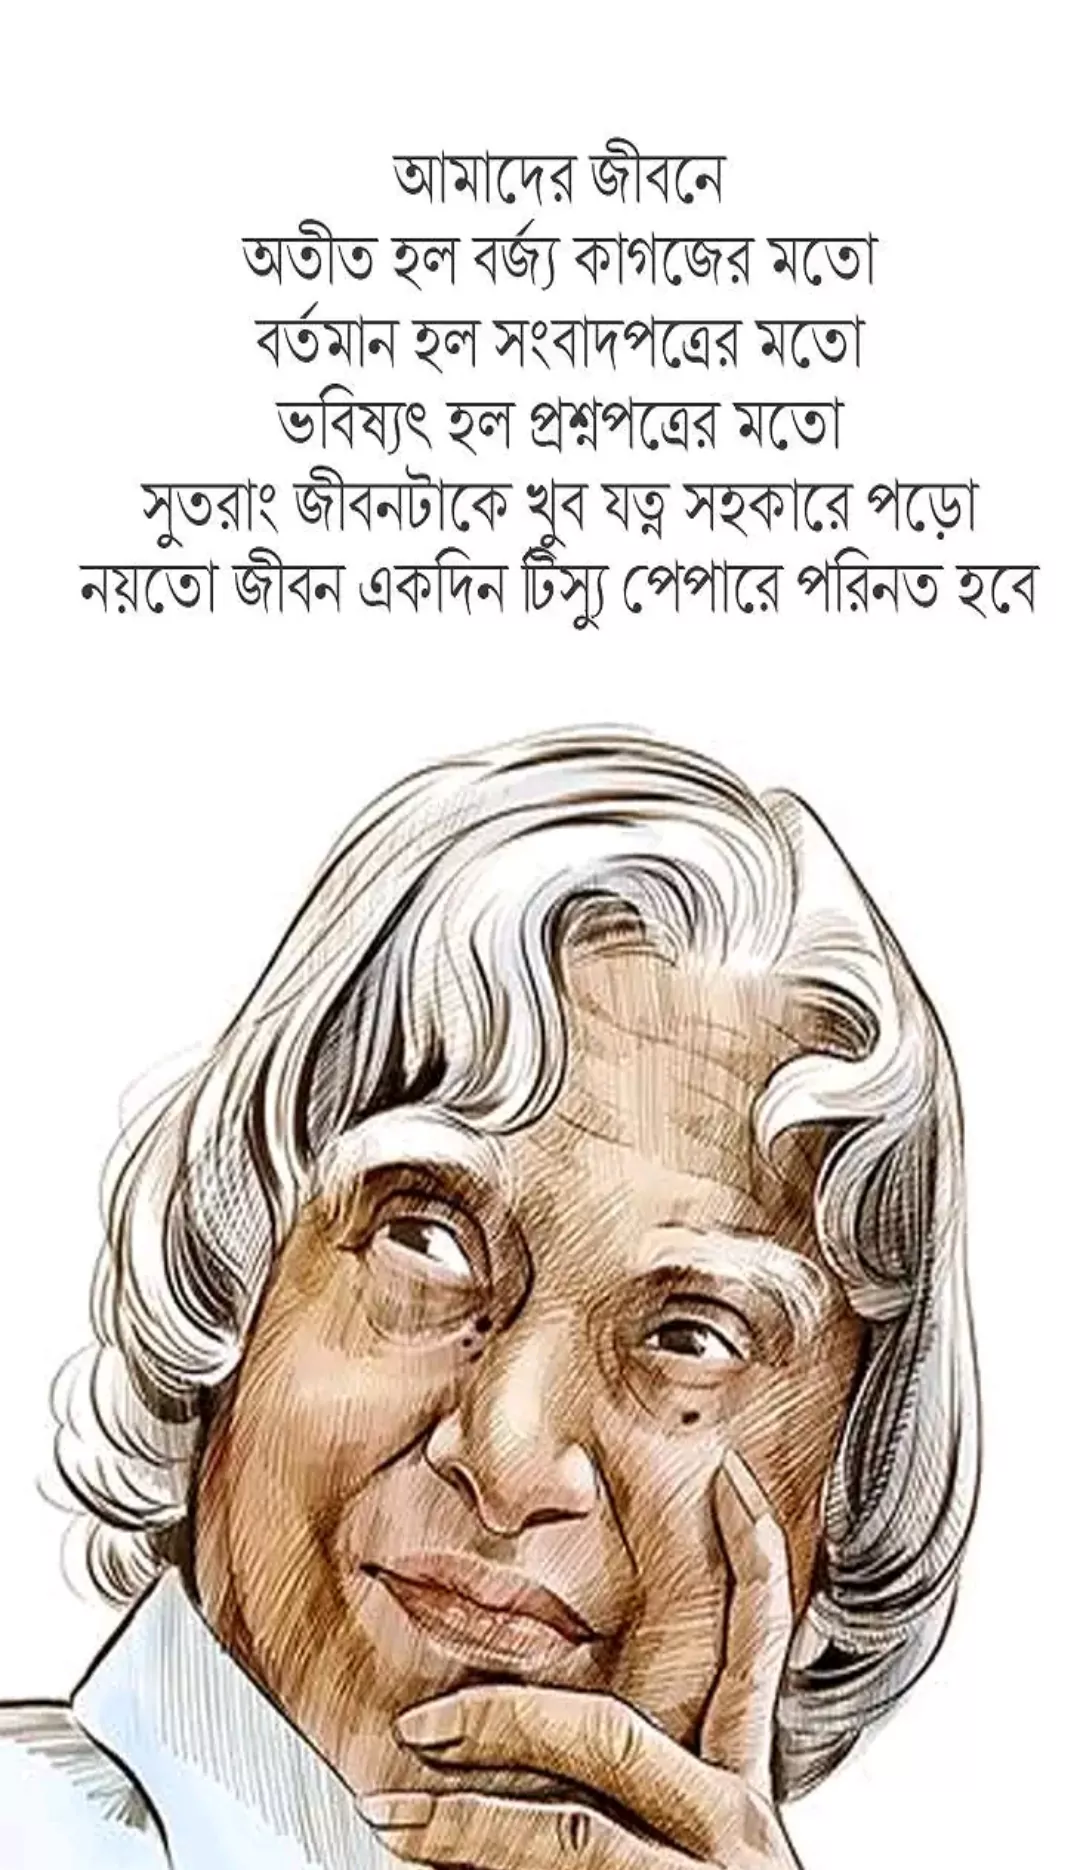 আমাদের জীবনে
অতীত হল বর্জ্য কাগজের মতো
বর্তমান হল সংবাদপত্রের মতো
ভবিষ্যৎ হল প্রশ্নপত্রের মতো
সুতরাং জীবনটাকে খুব যত্ন সহকারে পড়ো
নয়তো জীবন একদিন টিস্যু পেপারে পরিনত হবে